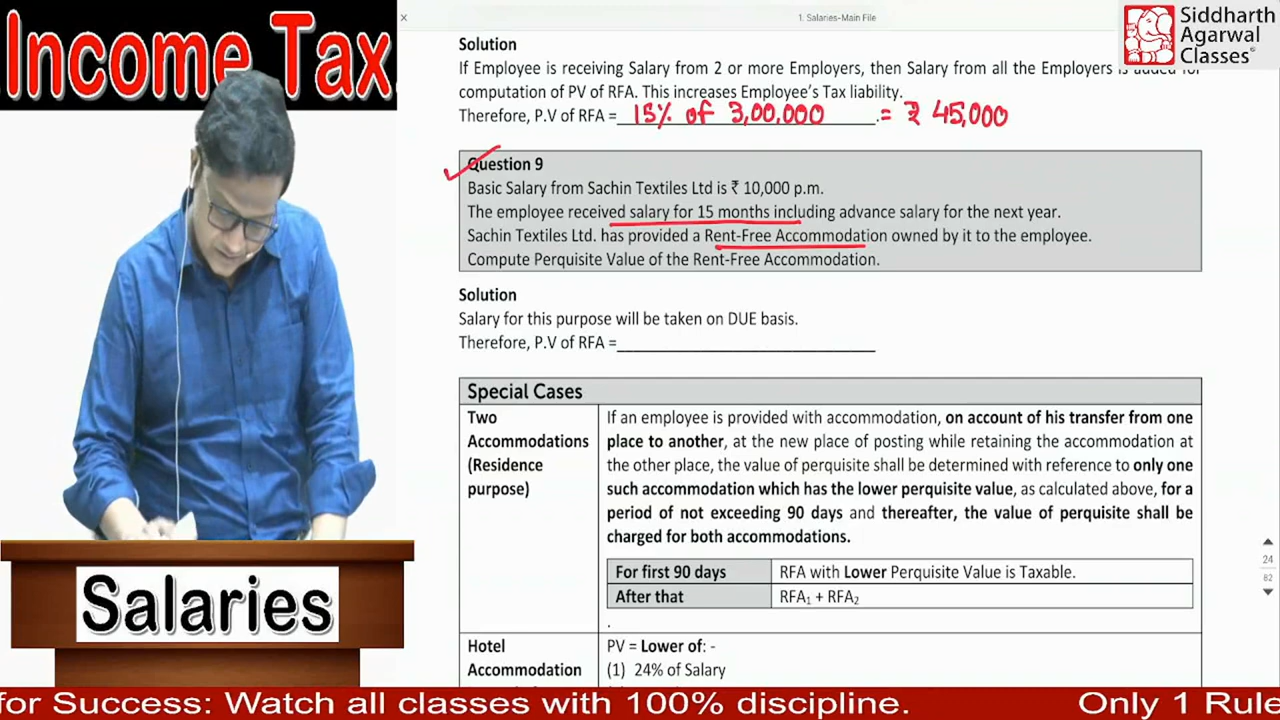 Income Tax
1. Salaries-Main File
Siddharth
Agarwal
Classes
Solution
If Employee is receiving Salary from 2 or more Employers, then Salary from all the Employers is added for
computation of PV of RFA. This increases Employee's Tax liability.
Therefore, P.V of RFA = 15% of 3,00,000 = ₹ 45,000
Question 9
Basic Salary from Sachin Textiles Ltd is ₹ 10,000 p.m.
The employee received salary for 15 months including advance salary for the next year.
Sachin Textiles Ltd. has provided a Rent-Free Accommodation owned by it to the employee.
Compute Perquisite Value of the Rent-Free Accommodation.
Solution
Salary for this purpose will be taken on DUE basis.
Therefore, P.V of RFA =
Special Cases
Two
Accommodations
(Residence
purpose)
If an employee is provided with accommodation, on account of his transfer from one
place to another, at the new place of posting while retaining the accommodation at
the other place, the value of perquisite shall be determined with reference to only one
such accommodation which has the lower perquisite value, as calculated above, for a
period of not exceeding 90 days and thereafter, the value of perquisite shall be
charged for both accommodations.
For first 90 days RFA with Lower Perquisite Value is Taxable.
After that RFA₁ + RFA₂
.
Hotel
Accommodation
PV = Lower of: -
(1) 24% of Salary
24
82
Salaries
for Success: Watch all classes with 100% discipline. Only 1 Rule